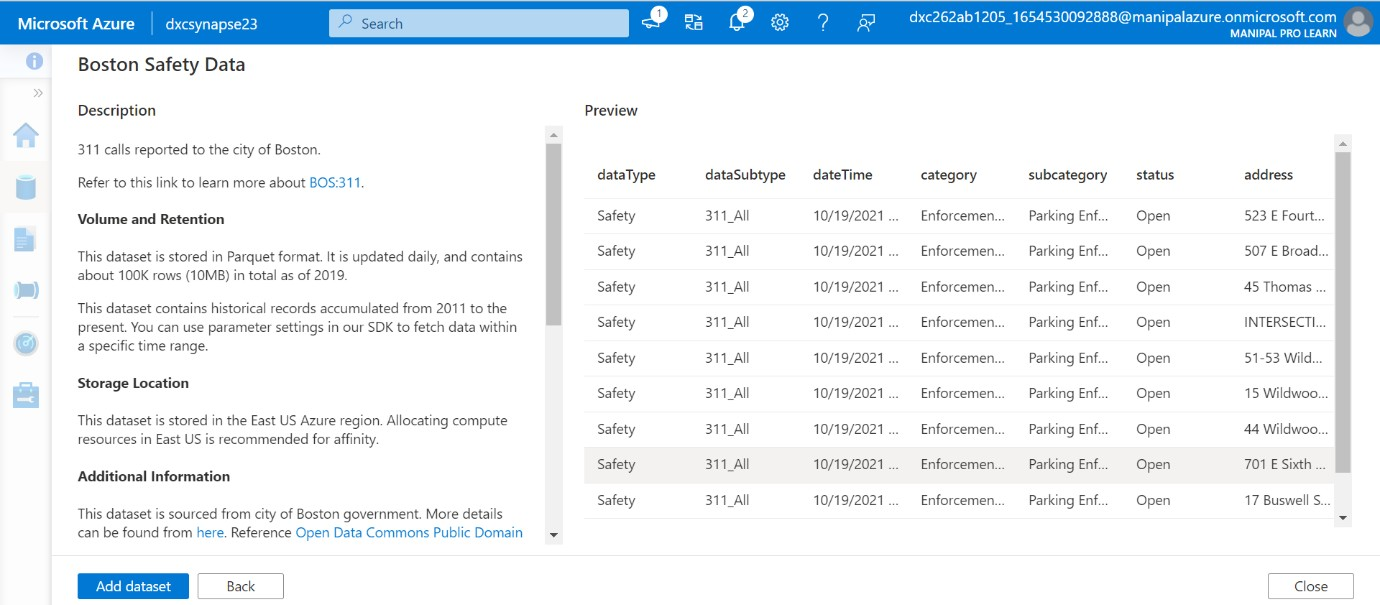 Microsoft Azure dxcsynapse23 Search 1 2 dxc262ab1205_1654530092888@manipalazure.onmicrosoft.com
MANIPAL PRO LEARN
Boston Safety Data
Description
311 calls reported to the city of Boston.
Refer to this link to learn more about BOS:311.
Volume and Retention
This dataset is stored in Parquet format. It is updated daily, and contains
about 100K rows (10MB) in total as of 2019.
This dataset contains historical records accumulated from 2011 to the
present. You can use parameter settings in our SDK to fetch data within
a specific time range.
Storage Location
This dataset is stored in the East US Azure region. Allocating compute
resources in East US is recommended for affinity.
Additional Information
This dataset is sourced from city of Boston government. More details
can be found from here. Reference Open Data Commons Public Domain
Preview
dataType dataSubtype dateTime category subcategory status address
Safety 311_All 10/19/2021 ... Enforcemen... Parking Enf... Open 523 E Fourt...
Safety 311_All 10/19/2021 ... Enforcemen... Parking Enf... Open 507 E Broad...
Safety 311_All 10/19/2021 ... Enforcemen... Parking Enf... Open 45 Thomas ...
Safety 311_All 10/19/2021 ... Enforcemen... Parking Enf... Open INTERSECTI...
Safety 311_All 10/19/2021 ... Enforcemen... Parking Enf... Open 51-53 Wild...
Safety 311_All 10/19/2021 ... Enforcemen... Parking Enf... Open 15 Wildwoo...
Safety 311_All 10/19/2021 ... Enforcemen... Parking Enf... Open 44 Wildwoo...
Safety 311_All 10/19/2021 ... Enforcemen... Parking Enf... Open 701 E Sixth ...
Safety 311_All 10/19/2021 ... Enforcemen... Parking Enf... Open 17 Buswell S...
Add dataset Back Close